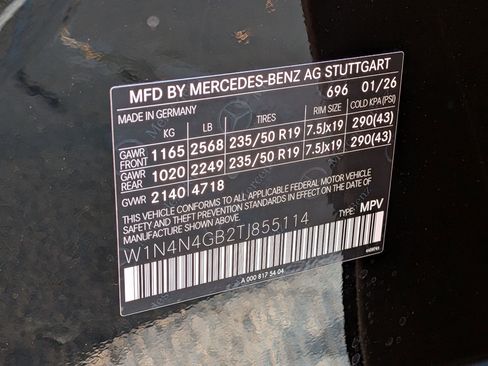 MFD BY MERCEDES-BENZ AG STUTTGART
MADE IN GERMANY 696 01/26
KG LB TIRES RIM SIZE COLD KPA (PSI)
GAWR FRONT 1165 2568 235/50 R19 7.5Jx19 290(43)
GAWR REAR 1020 2249 235/50 R19 7.5Jx19 290(43)
GVWR 2140 4718
THIS VEHICLE CONFORMS TO ALL APPLICABLE FEDERAL MOTOR VEHICLE
SAFETY, BUMPER, AND THEFT PREVENTION STANDARDS IN EFFECT
ON THE DATE OF MANUFACTURE SHOWN ABOVE.
W1N4N4GB2TJ855114 TYPE: MPV
A 000 817 54 04